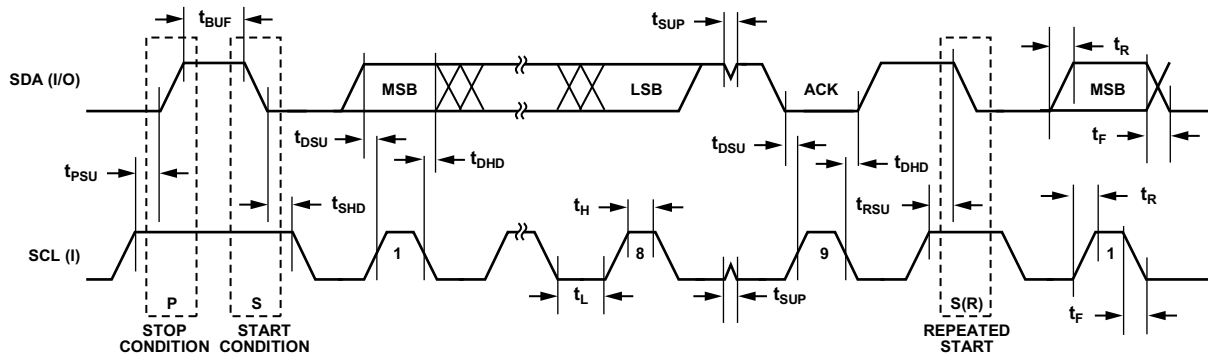 tBUF
tSUP
tR
SDA (I/O)
MSB
LSB
ACK
MSB
tDSU
tDHD
tDSU
tDHD
tF
tPSU
tSHD
tH
tRSU
tR
SCL (I)
1
8
9
1
P
S
tL
tSUP
S(R)
tF
STOP
CONDITION
START
CONDITION
REPEATED
START